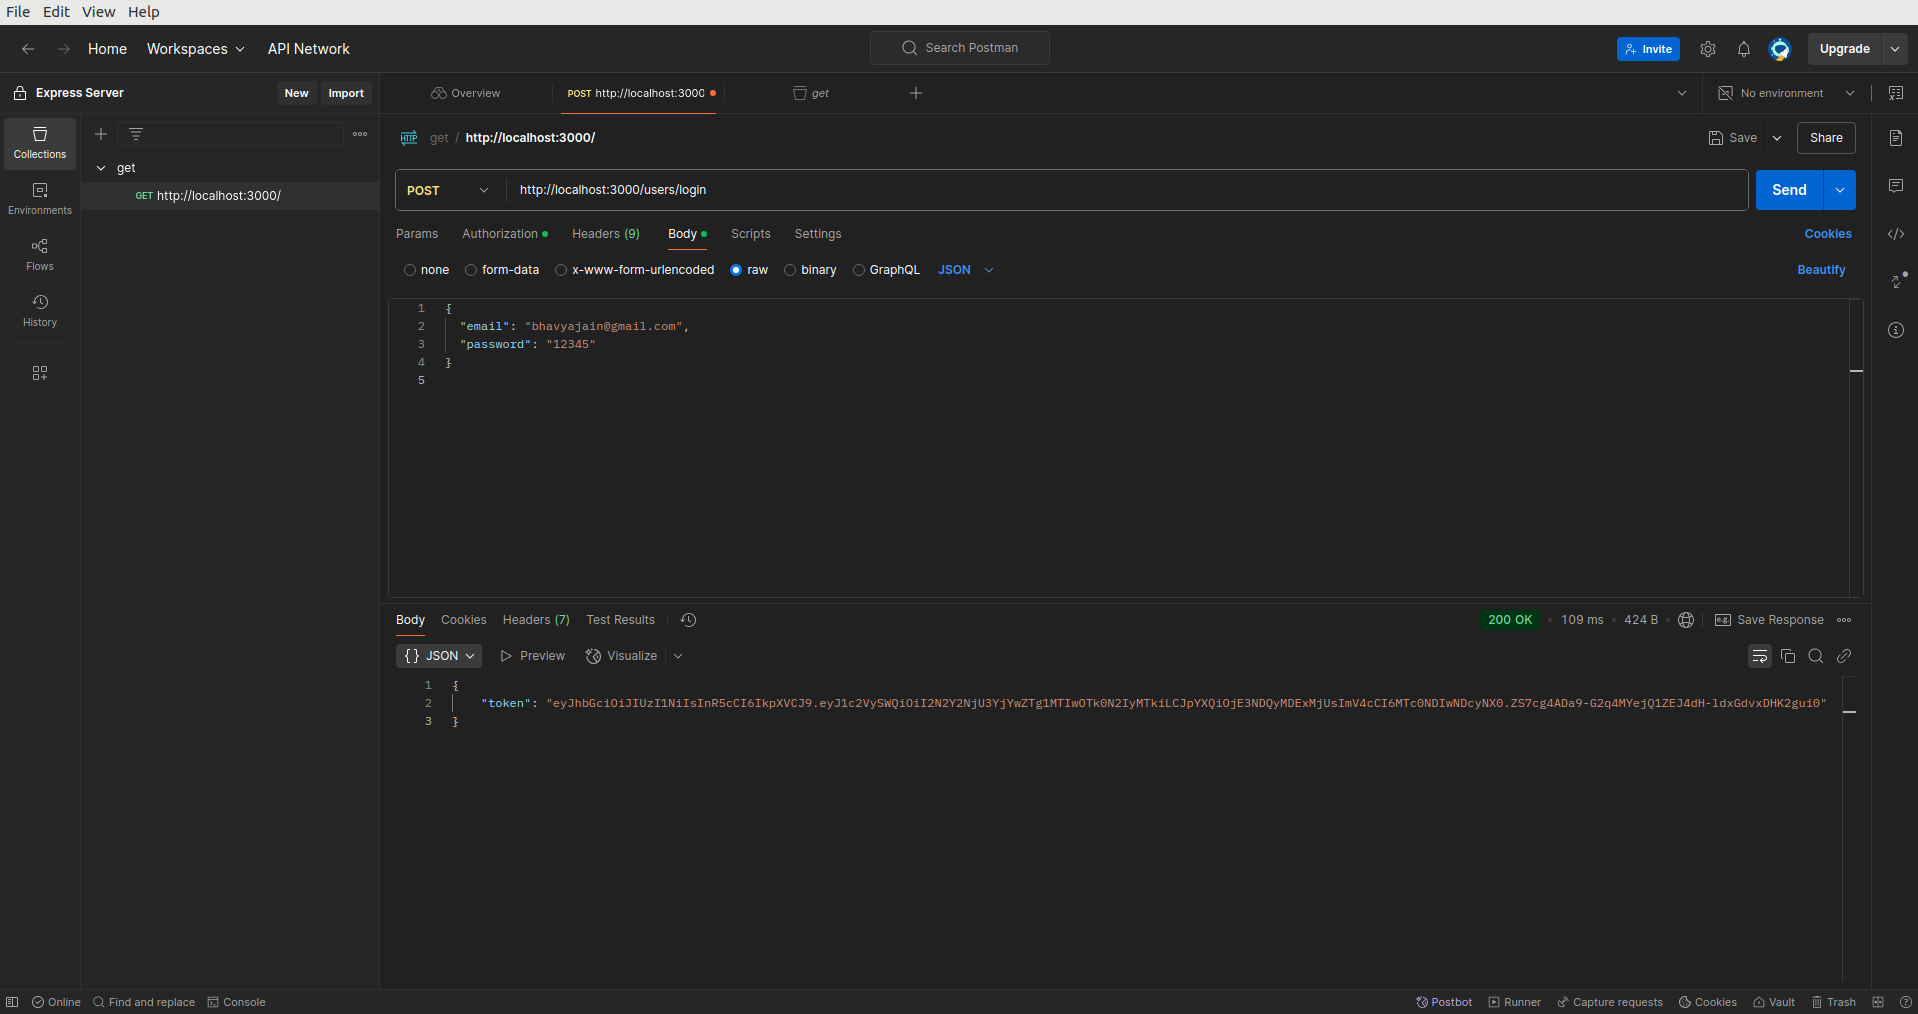 File Edit View Help
Home Workspaces API Network Search Postman Invite Upgrade
Express Server New Import Overview POST http://localhost:3000 get No environment
get / http://localhost:3000/ Save Share
Collections
get
GET http://localhost:3000/
Environments
Flows
History
POST http://localhost:3000/users/login Send
Params Authorization Headers (9) Body Scripts Settings Cookies
none form-data x-www-form-urlencoded raw binary GraphQL JSON Beautify
1 {
2 "email": "bhavyajain@gmail.com",
3 "password": "12345"
4 }
5
Body Cookies Headers (7) Test Results 200 OK 109 ms 424 B e.g. Save Response
{} JSON Preview Visualize
1 {
2 "token": "eyJhbGciOiJIUzI1NiIsInR5cCI6IkpXVCJ9.eyJ1c2VySWQiOiI2N2Y2NjU3YjYwZTg1MTIwOTk0N2IyMTkiLCJpYXQiOjE3NDQyMDExMjUsImV4cCI6MTc0NDIwNDcyNX0.ZS7cg4ADa9-G2q4MYejQ1ZEJ4dH-ldxGdvxDHK2gui0"
3 }
Online Find and replace Console Postbot Runner Capture requests Cookies Vault Trash